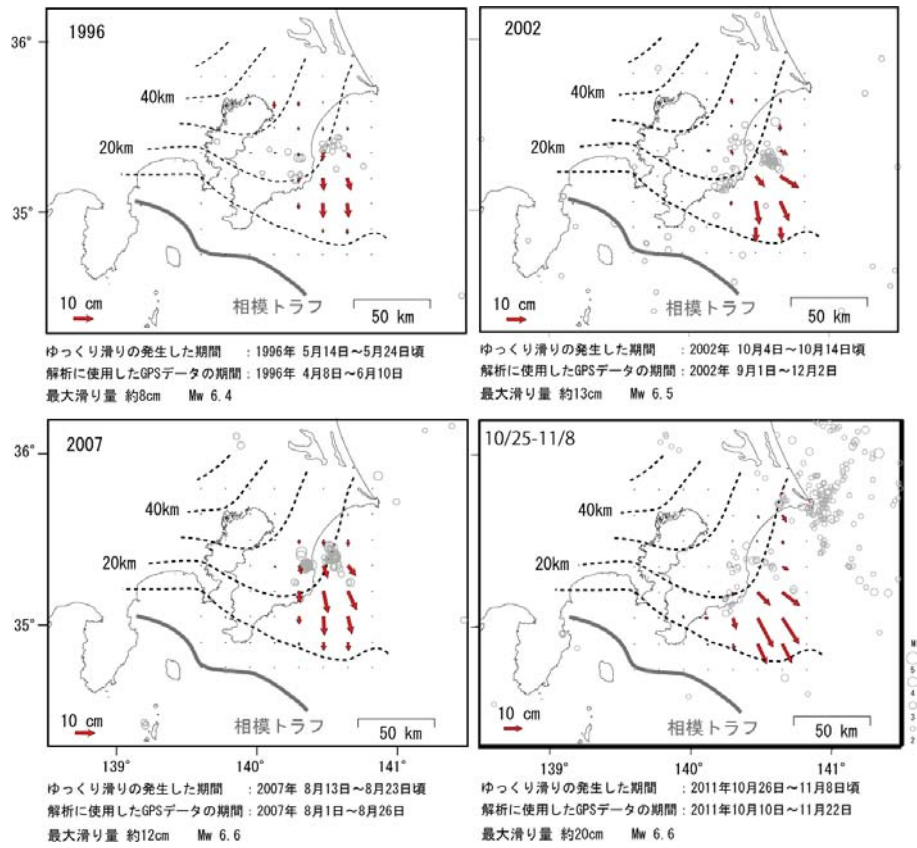 1996
36°
40km
20km
35°
10 cm
相模トラフ
50 km
ゆっくり滑りの発生した期間　：1996年 5月14日～5月24日頃
解析に使用したGPSデータの期間：1996年 4月8日～6月10日
最大滑り量 約8cm　Mw 6.4
2002
40km
20km
10 cm
相模トラフ
50 km
ゆっくり滑りの発生した期間　：2002年 10月4日～10月14日頃
解析に使用したGPSデータの期間：2002年 9月1日～12月2日
最大滑り量 約13cm　Mw 6.5
2007
36°
40km
20km
35°
10 cm
相模トラフ
50 km
139°
140°
141°
ゆっくり滑りの発生した期間　：2007年 8月13日～8月23日頃
解析に使用したGPSデータの期間：2007年 8月1日～8月26日
最大滑り量 約12cm　Mw 6.6
10/25-11/8
40km
20km
10 cm
相模トラフ
50 km
M
5
4
3
2
139°
140°
141°
ゆっくり滑りの発生した期間　：2011年10月26日～11月8日頃
解析に使用したGPSデータの期間：2011年10月10日～11月22日
最大滑り量 約20cm　Mw 6.6